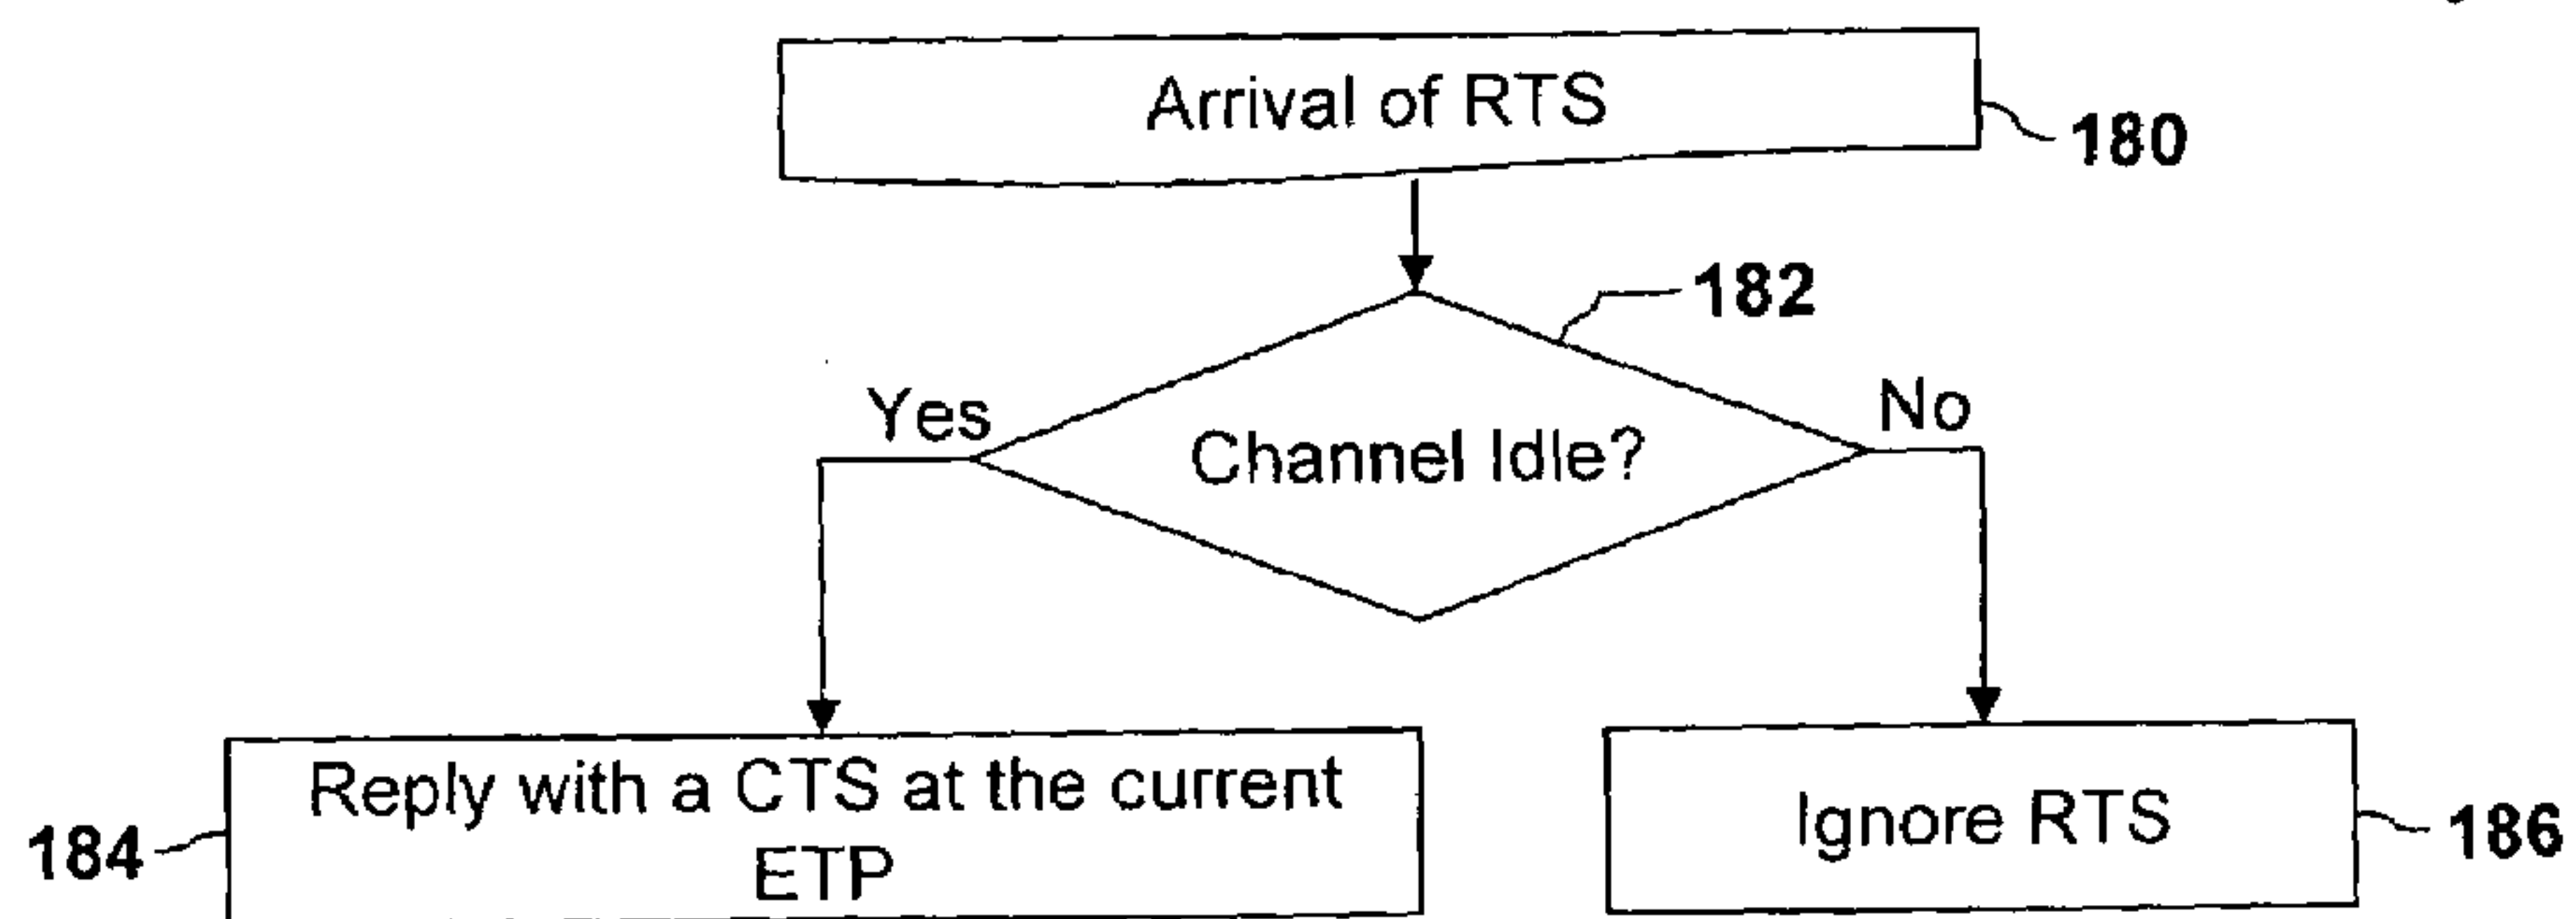 Arrival of RTS
180
182
Yes
No
Channel Idle?
Reply with a CTS at the current
ETP
184
Ignore RTS
186